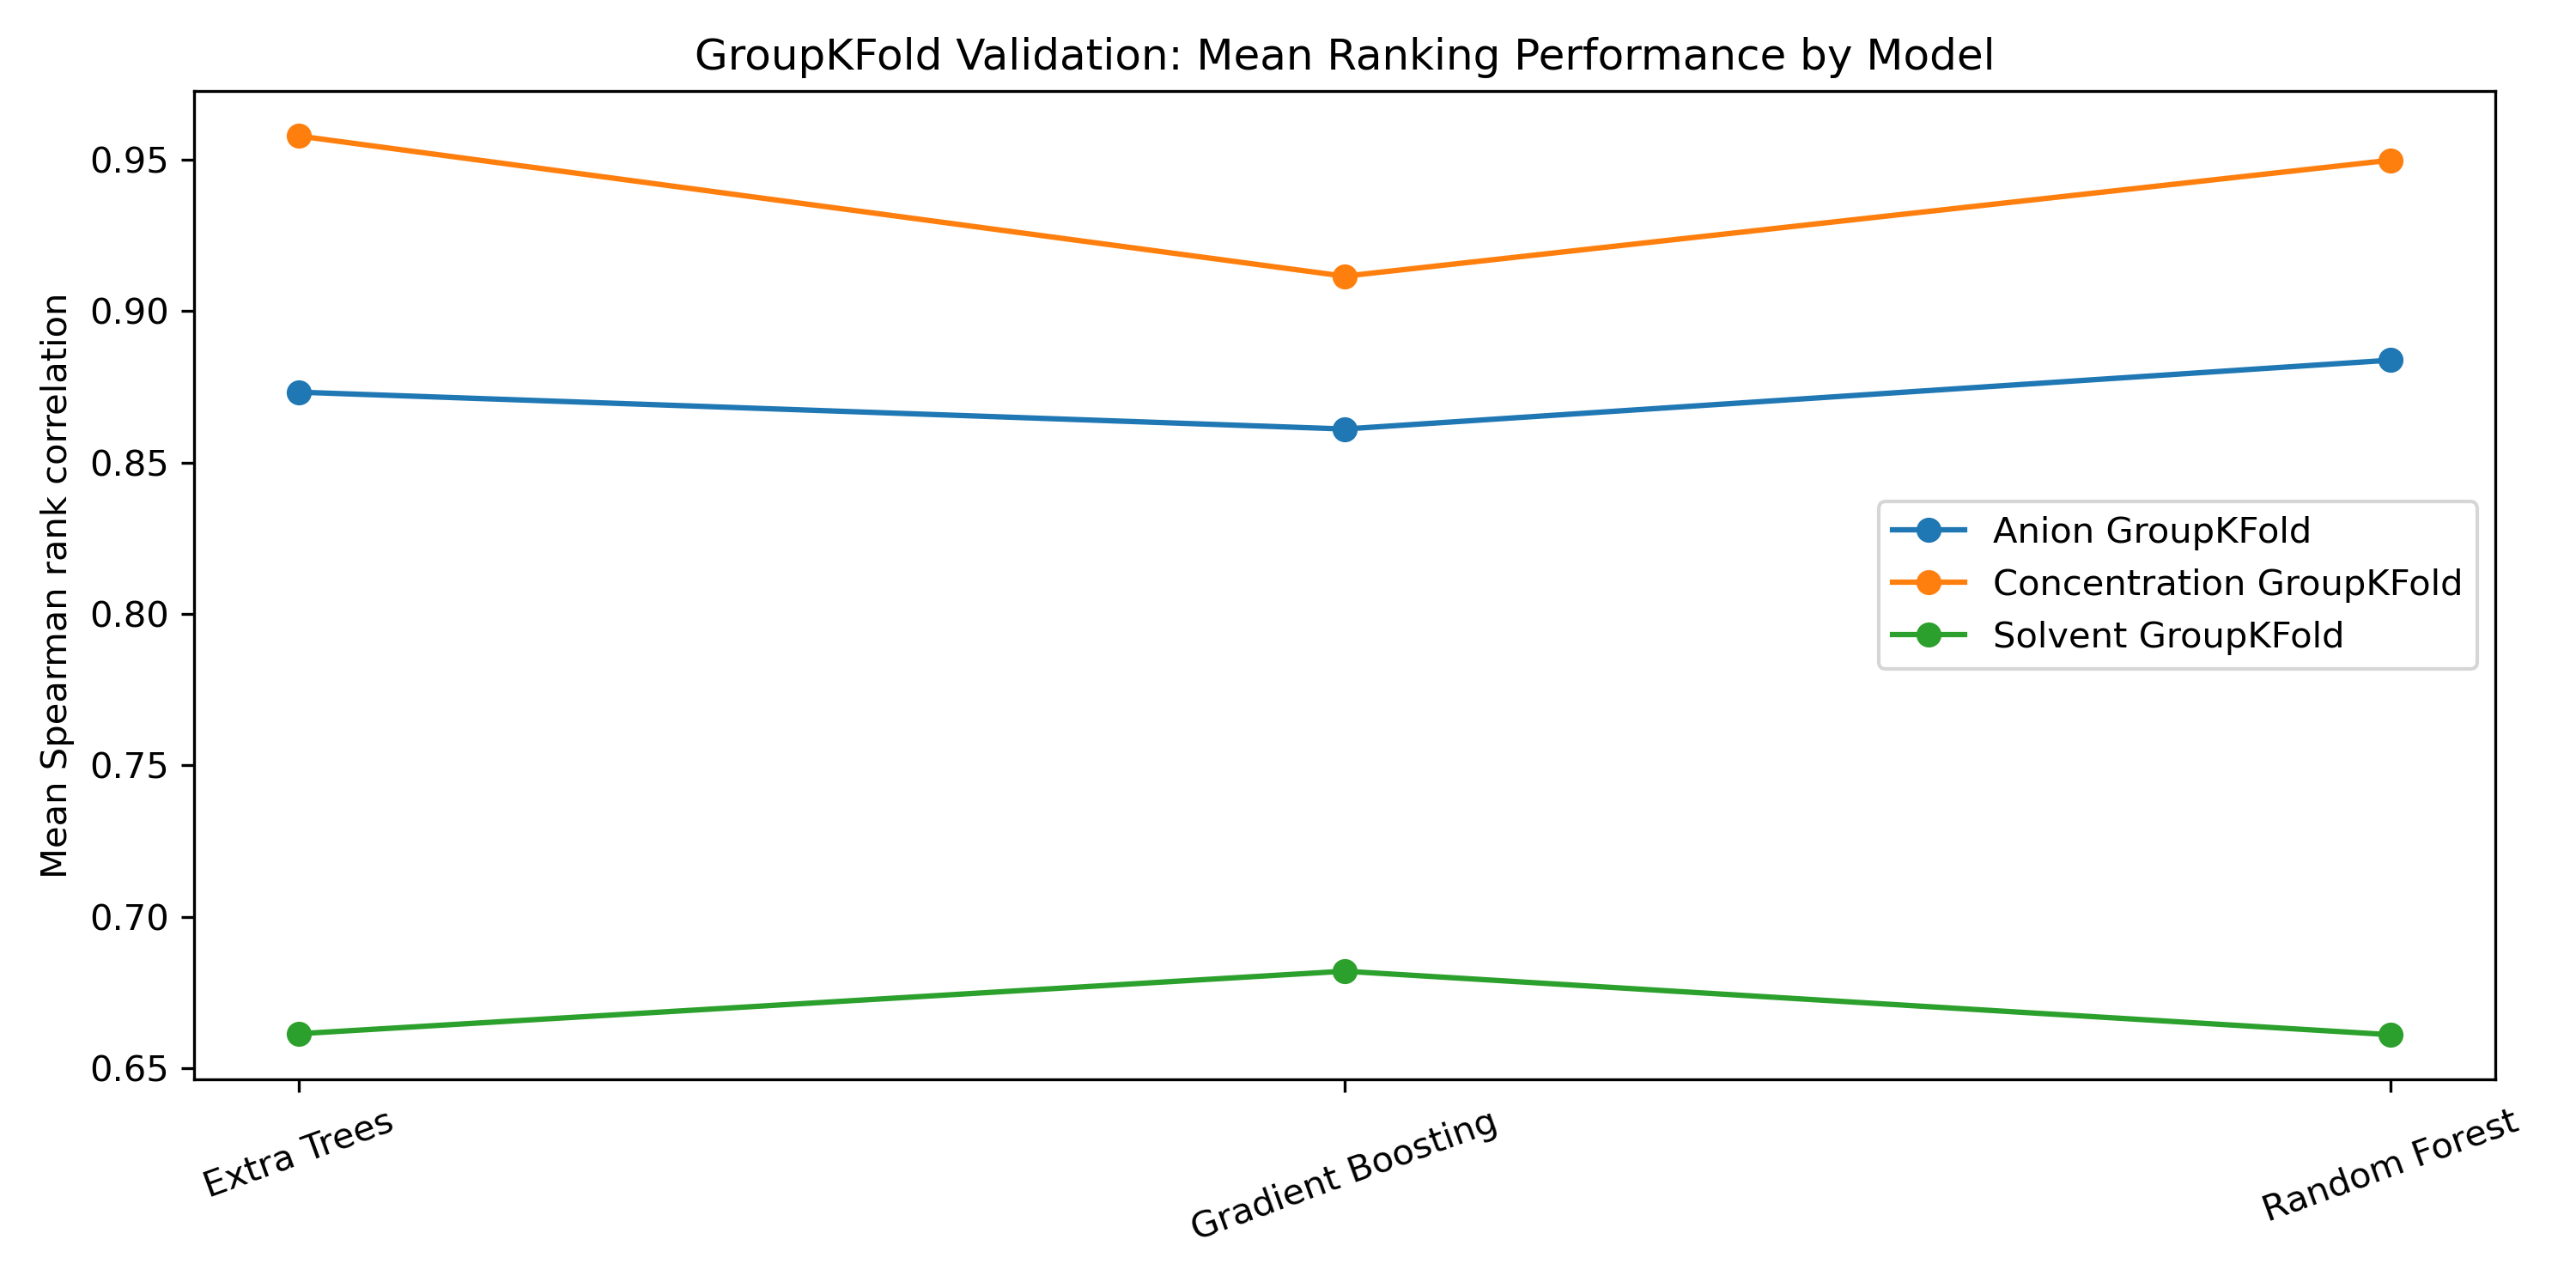 GroupKFold Validation: Mean Ranking Performance by Model
Mean Spearman rank correlation
0.95
0.90
0.85
0.80
0.75
0.70
0.65
Anion GroupKFold
Concentration GroupKFold
Solvent GroupKFold
Extra Trees
Gradient Boosting
Random Forest